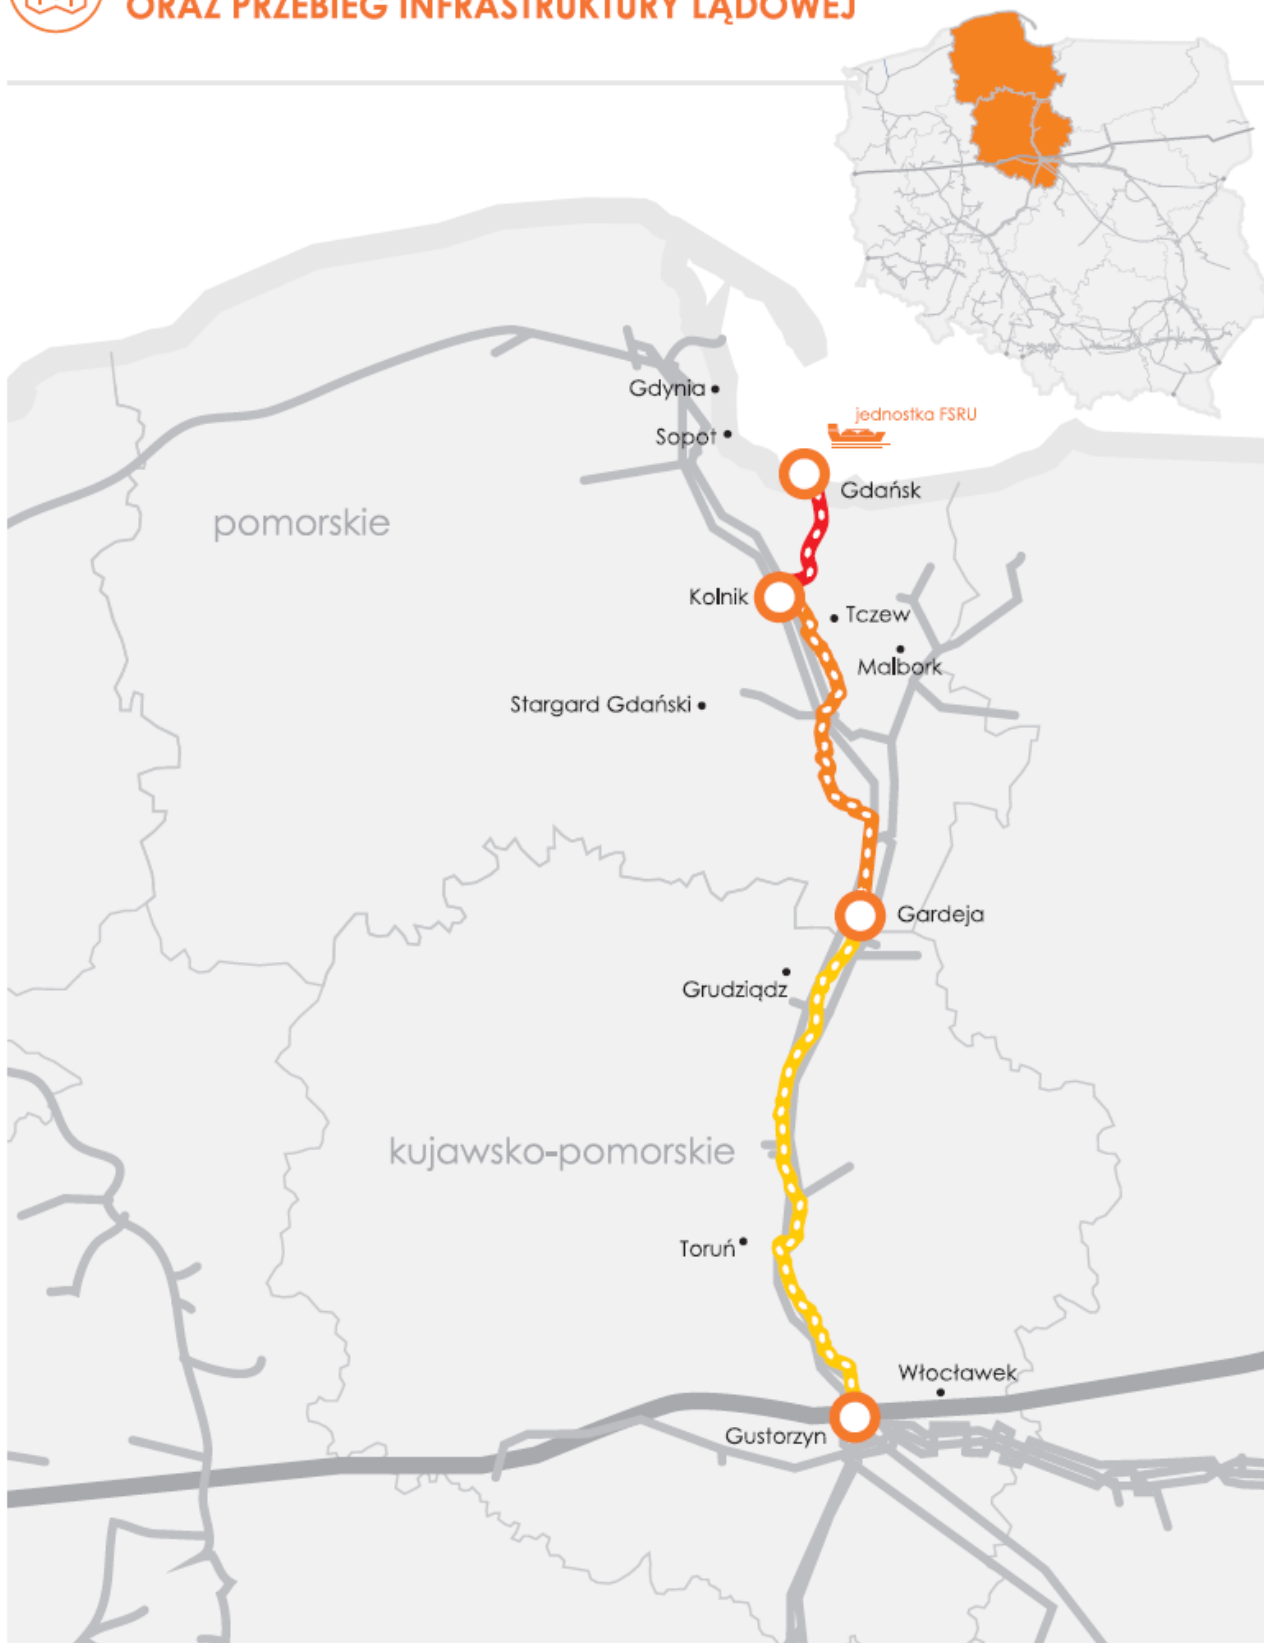 ORAZ PRZEBIEG INFRASTRUKTURY LĄDOWEJ
Gdynia
jednostka FSRU
Sopot
Gdańsk
pomorskie
Kolnik
Tczew
Malbork
Stargard Gdański
Gardeja
Grudziądz
kujawsko-pomorskie
Toruń
Włocławek
Gustorzyn